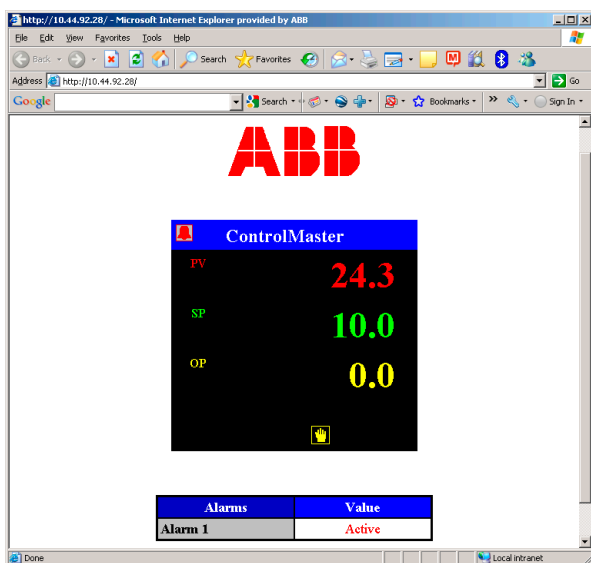 http://10.44.92.28/ - Microsoft Internet Explorer provided by ABB
File Edit View Favorites Tools Help
Back Search Favorites
Address http://10.44.92.28/ Go
Google Search Bookmarks Sign In
ABB
ControlMaster
PV 24.3
SP 10.0
OP 0.0
Alarms Value
Alarm 1 Active
Done Local intranet